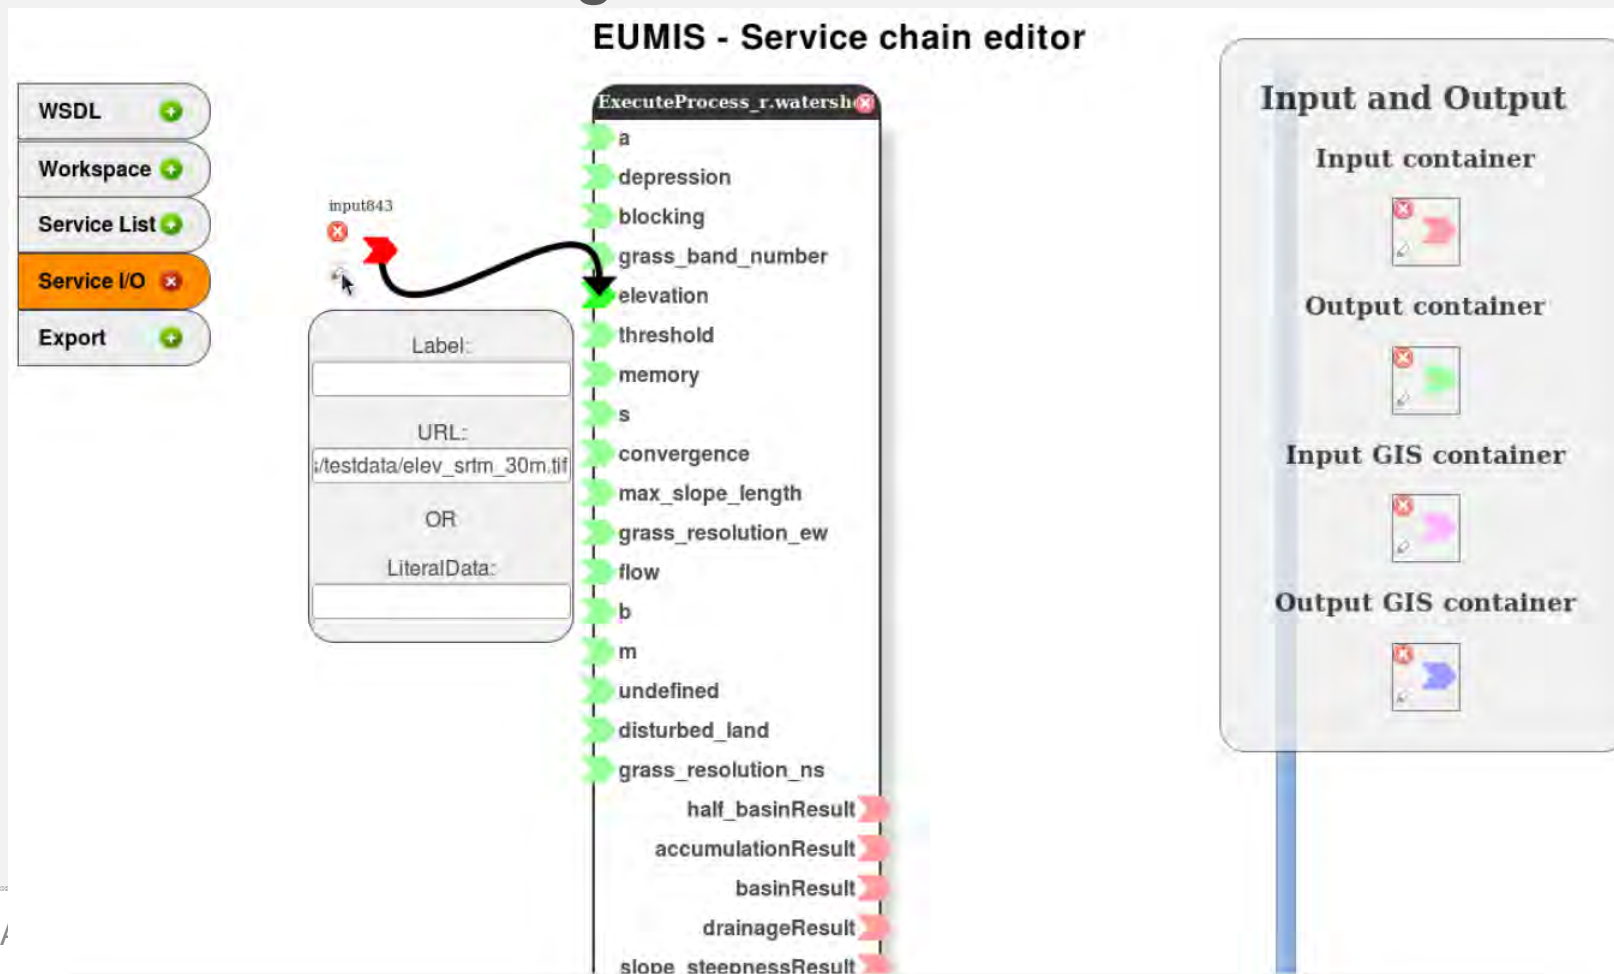 EUMIS - Service chain editor
WSDL
Workspace
Service List
Service I/O
Export
input843
Label:
URL:
/testdata/elev_srtm_30m.tif
OR
LiteralData:
ExecuteProcess_r.watersh
a
depression
blocking
grass_band_number
elevation
threshold
memory
s
convergence
max_slope_length
grass_resolution_ew
flow
b
m
undefined
disturbed_land
grass_resolution_ns
half_basinResult
accumulationResult
basinResult
drainageResult
slope_steepnessResult
Input and Output
Input container
Output container
Input GIS container
Output GIS container